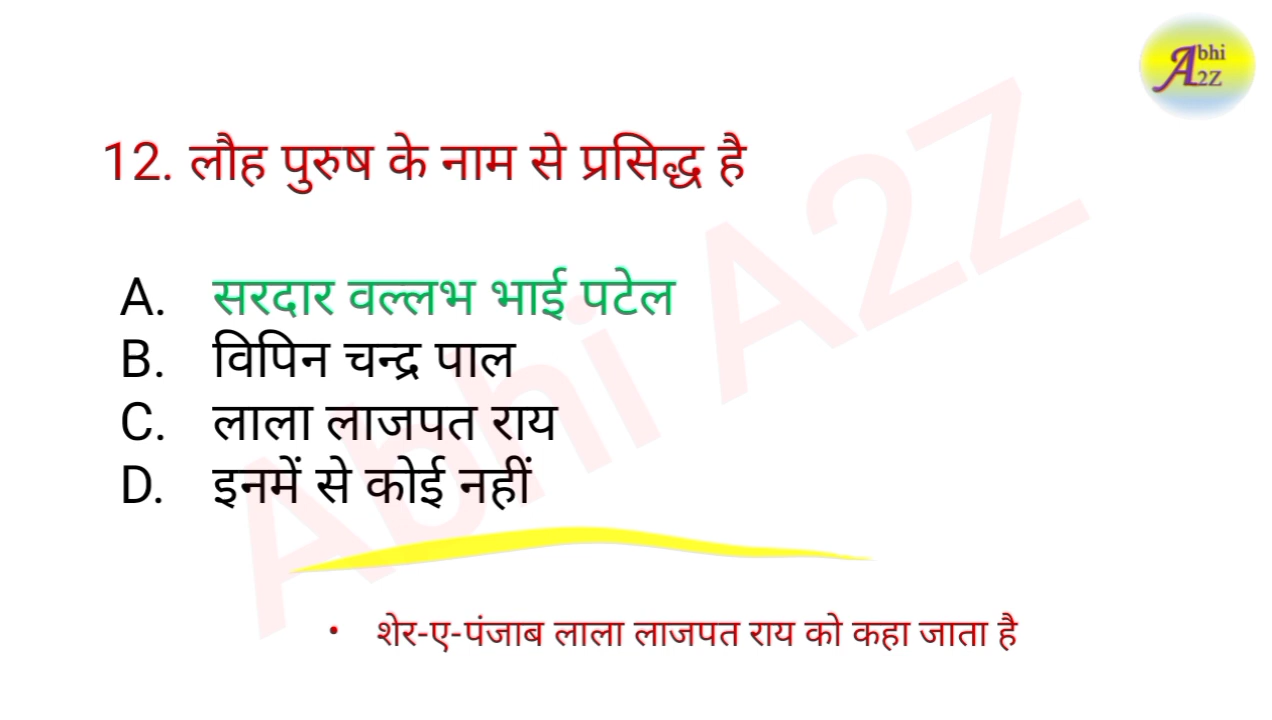 Abhi
A2Z
12. लौह पुरुष के नाम से प्रसिद्ध है
A. सरदार वल्लभ भाई पटेल
B. विपिन चन्द्र पाल
C. लाला लाजपत राय
D. इनमें से कोई नहीं
• शेर-ए-पंजाब लाला लाजपत राय को कहा जाता है
Abhi A2Z